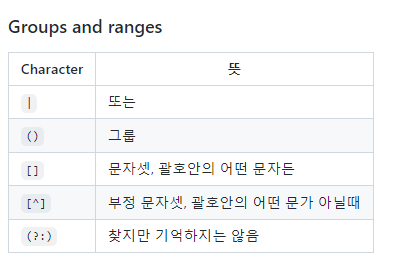 Groups and ranges
Character 뜻
| 또는
() 그룹
[] 문자셋, 괄호안의 어떤 문자든
[^] 부정 문자셋, 괄호안의 어떤 문가 아닐때
(?:) 찾지만 기억하지는 않음